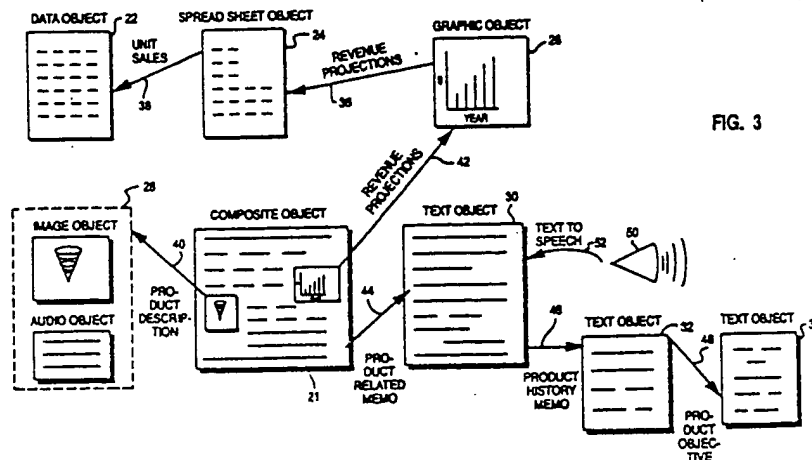 DATA OBJECT
22
UNIT
SALES
38
SPREAD SHEET OBJECT
24
REVENUE
PROJECTIONS
36
GRAPHIC OBJECT
26
YEAR
FIG. 3
REVENUE
PROJECTIONS
42
28
IMAGE OBJECT
AUDIO OBJECT
40
PRO-
DUCT
DESCRIP-
TION
COMPOSITE OBJECT
21
44
PRO-
DUCT
RELATED
MEMO
TEXT OBJECT
30
TEXT TO
SPEECH
52
50
46
PRODUCT
HISTORY
MEMO
TEXT OBJECT
32
48
PRO-
DUCT
OBJEC-
TIVE
TEXT OBJECT